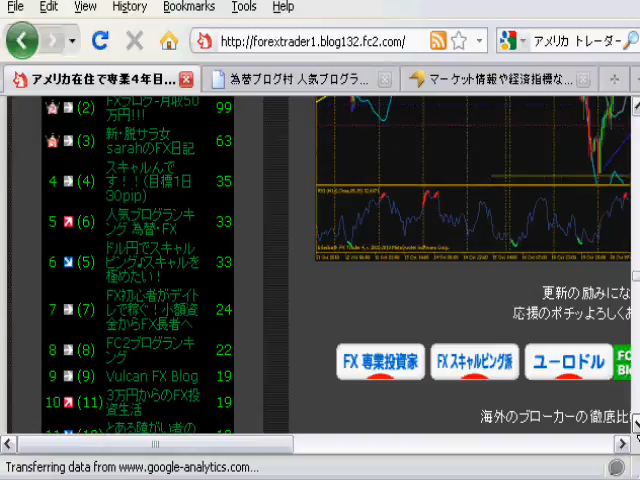 File Edit View History Bookmarks Tools Help
http://forextrader1.blog132.fc2.com/
アメリカ トレーダー
アメリカ在住で専業4年目...
為替ブログ村 人気ブログラ...
マーケット情報や経済指標な...
(2) FXブログ-月収50
万円!!!
99
(3) 新・脱サラ女
sarahのFX日記
63
4 (4) スキャルんで
す!!(目標1日
30pip)
35
5 (6) 人気ブログランキ
ング 為替・FX
33
6 (5) ドル円でスキャル
ピング♪スキャルを
極めたい!
33
7 (7) FX初心者がデイト
レで稼ぐ!小額資
金からFX長者へ
24
8 (8) FC2ブログランキ
ング
22
9 (9) Vulcan FX Blog 19
10 (11) 3万円からのFX投
資生活
19
とある障がい者の
更新の励みにな
応援のポチッよろしくお
FX 専業投資家
FX スキャルピング派
ユーロドル
FC
海外のブローカーの徹底比
Transferring data from www.google-analytics.com...